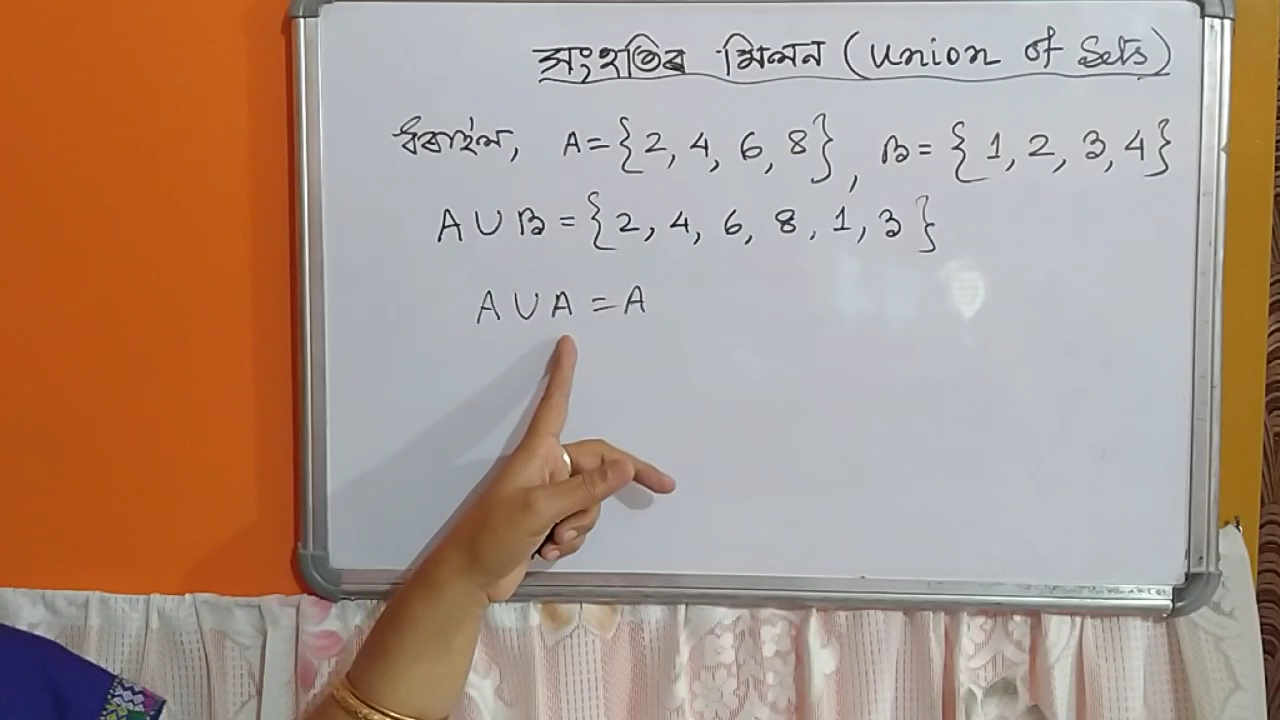 সংহতিৰ মিলন (Union of Sets)
ধৰাহ'ল, A = {2, 4, 6, 8}, B = {1, 2, 3, 4}
A ∪ B = {2, 4, 6, 8, 1, 3}
A ∪ A = A